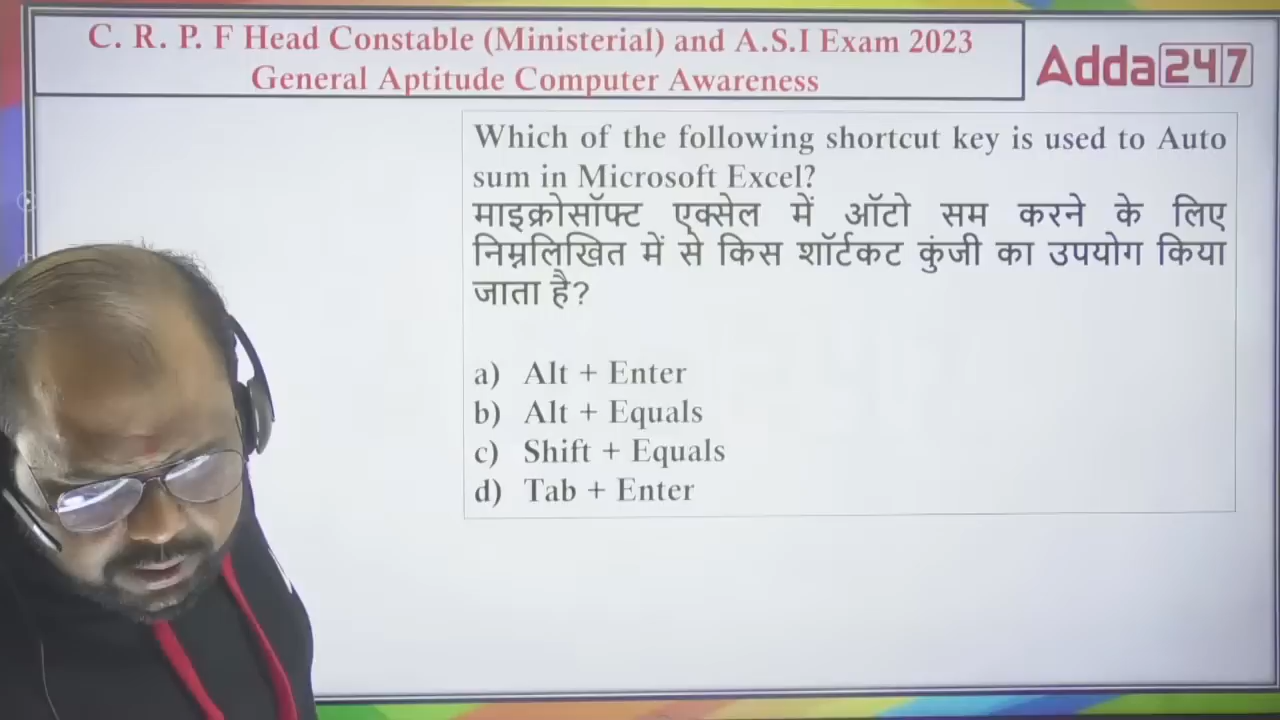 C. R. P. F Head Constable (Ministerial) and A.S.I Exam 2023
General Aptitude Computer Awareness
Adda247
Which of the following shortcut key is used to Auto
sum in Microsoft Excel?
माइक्रोसॉफ्ट एक्सेल में ऑटो सम करने के लिए
निम्नलिखित में से किस शॉर्टकट कुंजी का उपयोग किया
जाता है?
a) Alt + Enter
b) Alt + Equals
c) Shift + Equals
d) Tab + Enter